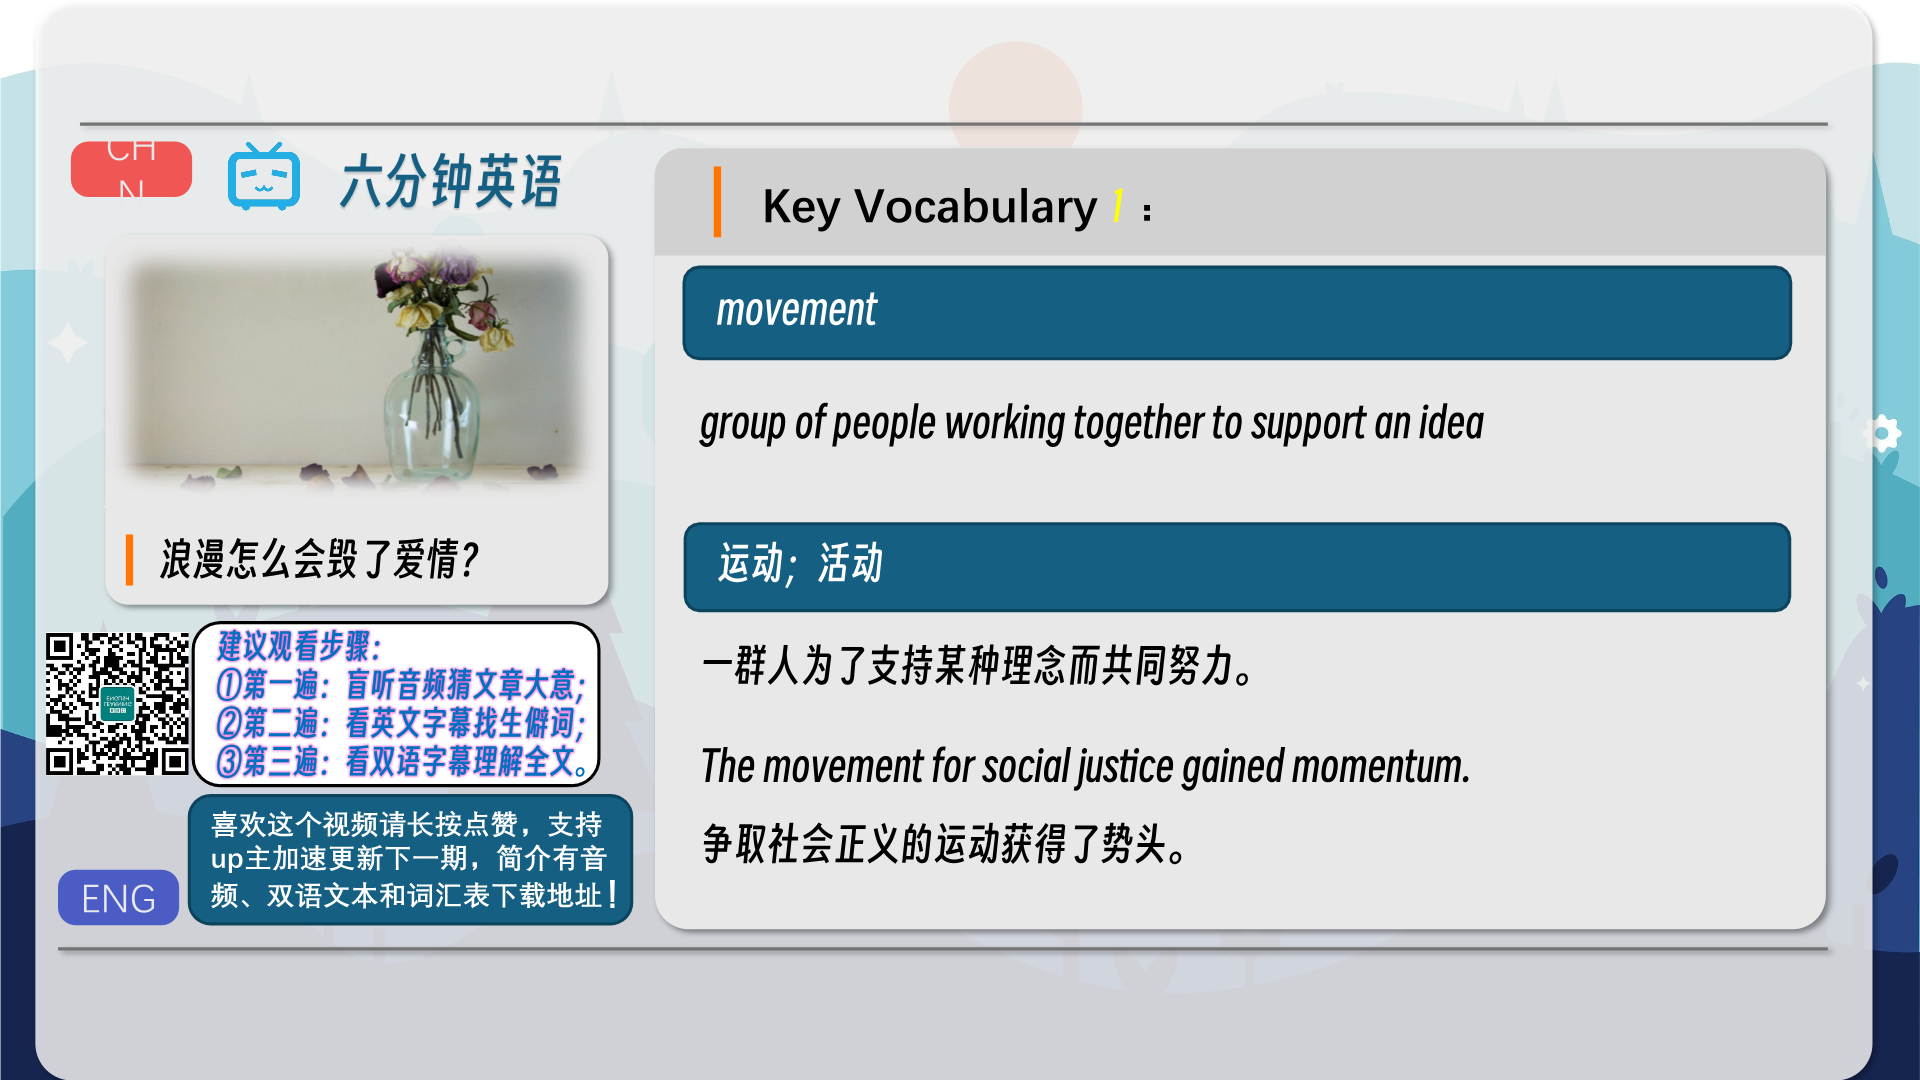 CH
N
六分钟英语
浪漫怎么会毁了爱情?
建议观看步骤：
①第一遍：盲听音频猜文章大意；
②第二遍：看英文字幕找生僻词；
③第三遍：看双语字幕理解全文。
喜欢这个视频请长按点赞，支持
up主加速更新下一期，简介有音
频、双语文本和词汇表下载地址！
ENG
Key Vocabulary 1：
movement
group of people working together to support an idea
运动；活动
一群人为了支持某种理念而共同努力。
The movement for social justice gained momentum.
争取社会正义的运动获得了势头。